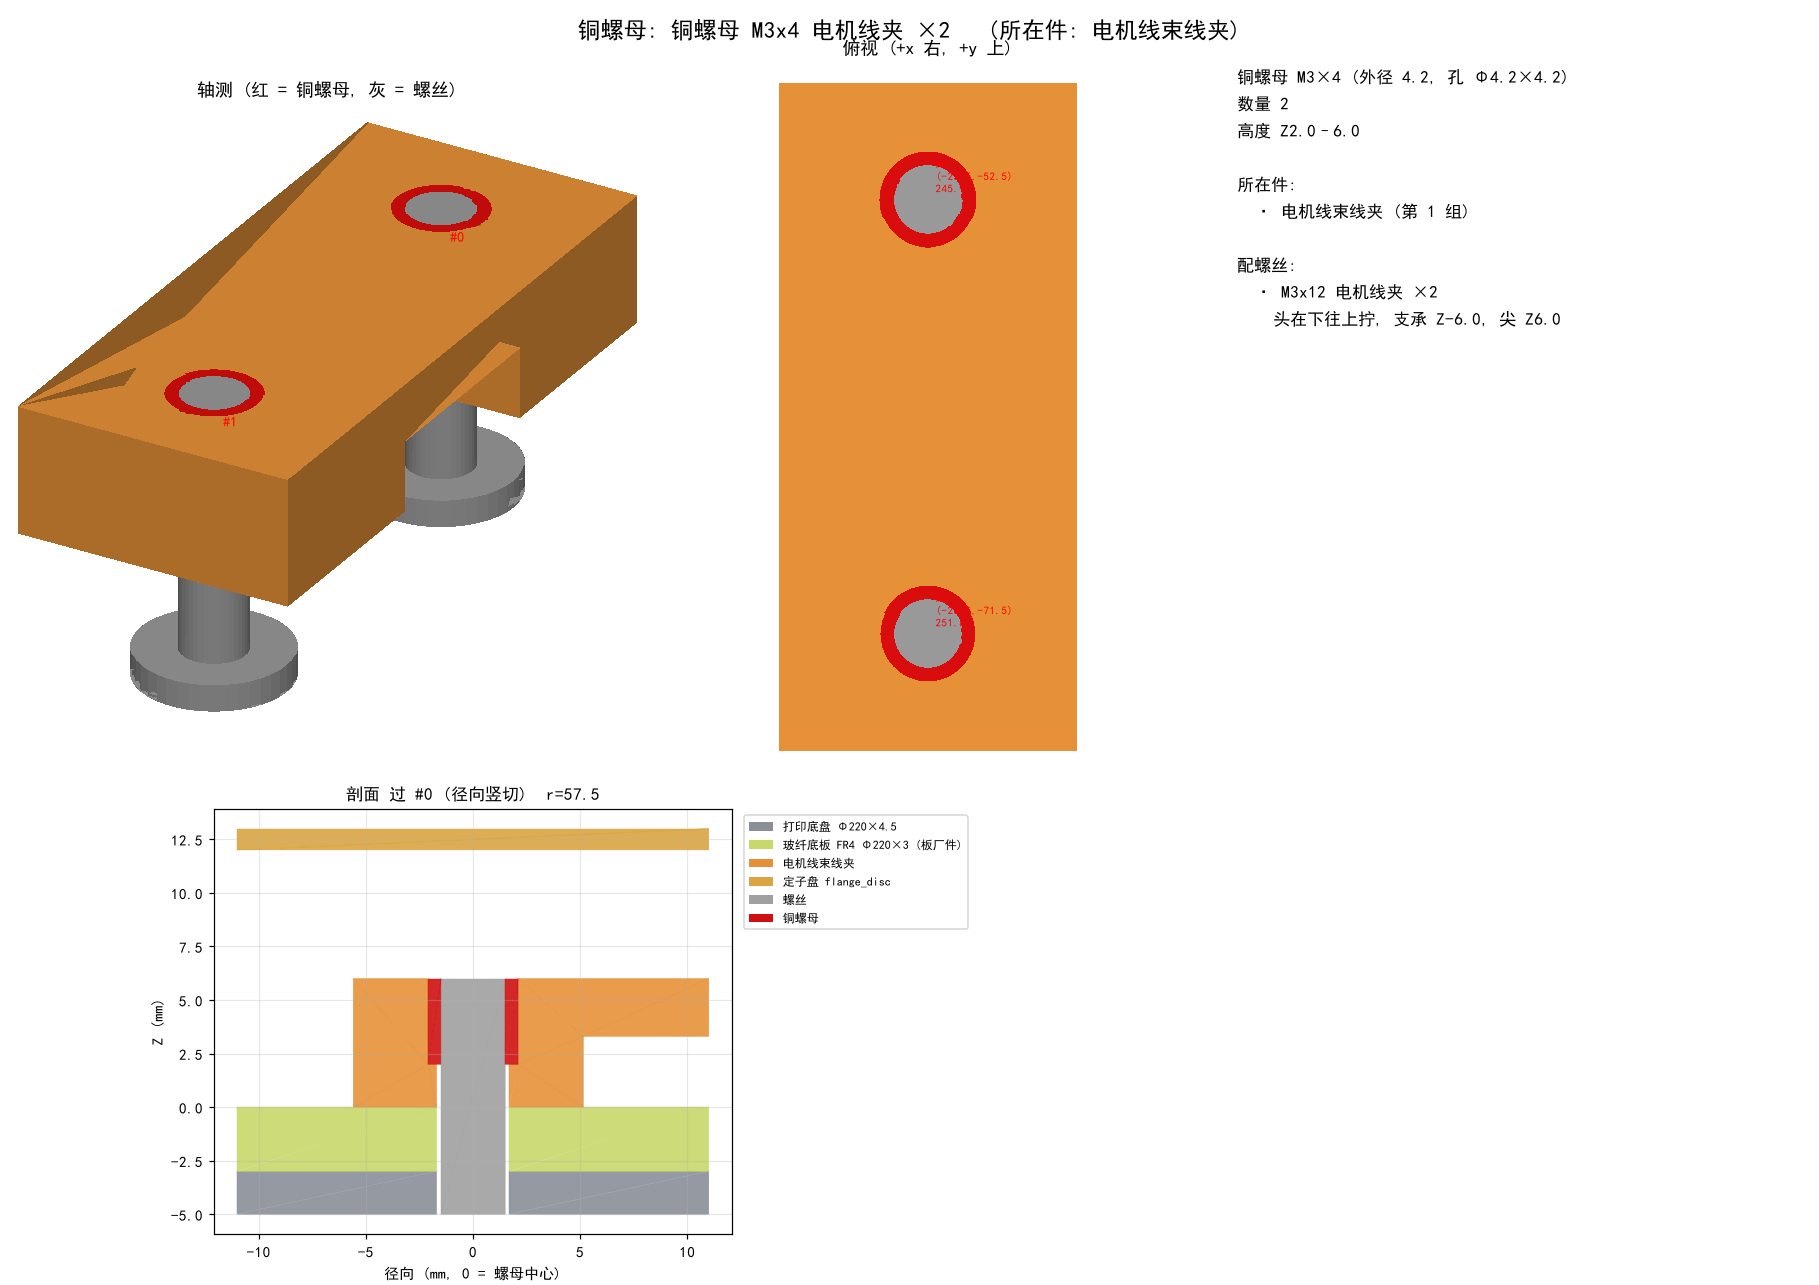 铜螺母: 铜螺母 M3x4 电机线夹 ×2 (所在件: 电机线束线夹)
俯视 (+x 右, +y 上)
轴测 (红 = 铜螺母, 灰 = 螺丝)
#0
#1
-52.5)
245.
-71.5)
251.
铜螺母 M3×4 (外径 4.2, 孔 Φ4.2×4.2)
数量 2
高度 Z2.0–6.0
所在件:
· 电机线束线夹 (第 1 组)
配螺丝:
· M3x12 电机线夹 ×2
头在下往上拧, 支承 Z-6.0, 尖 Z6.0
剖面 过 #0 (径向竖切) r=57.5
12.5
10.0
7.5
5.0
2.5
0.0
−2.5
−5.0
Z (mm)
−10
−5
0
5
10
径向 (mm, 0 = 螺母中心)
打印底盘 Φ220×4.5
玻纤底板 FR4 Φ220×3 (板厂件)
电机线束线夹
定子盘 flange_disc
螺丝
铜螺母